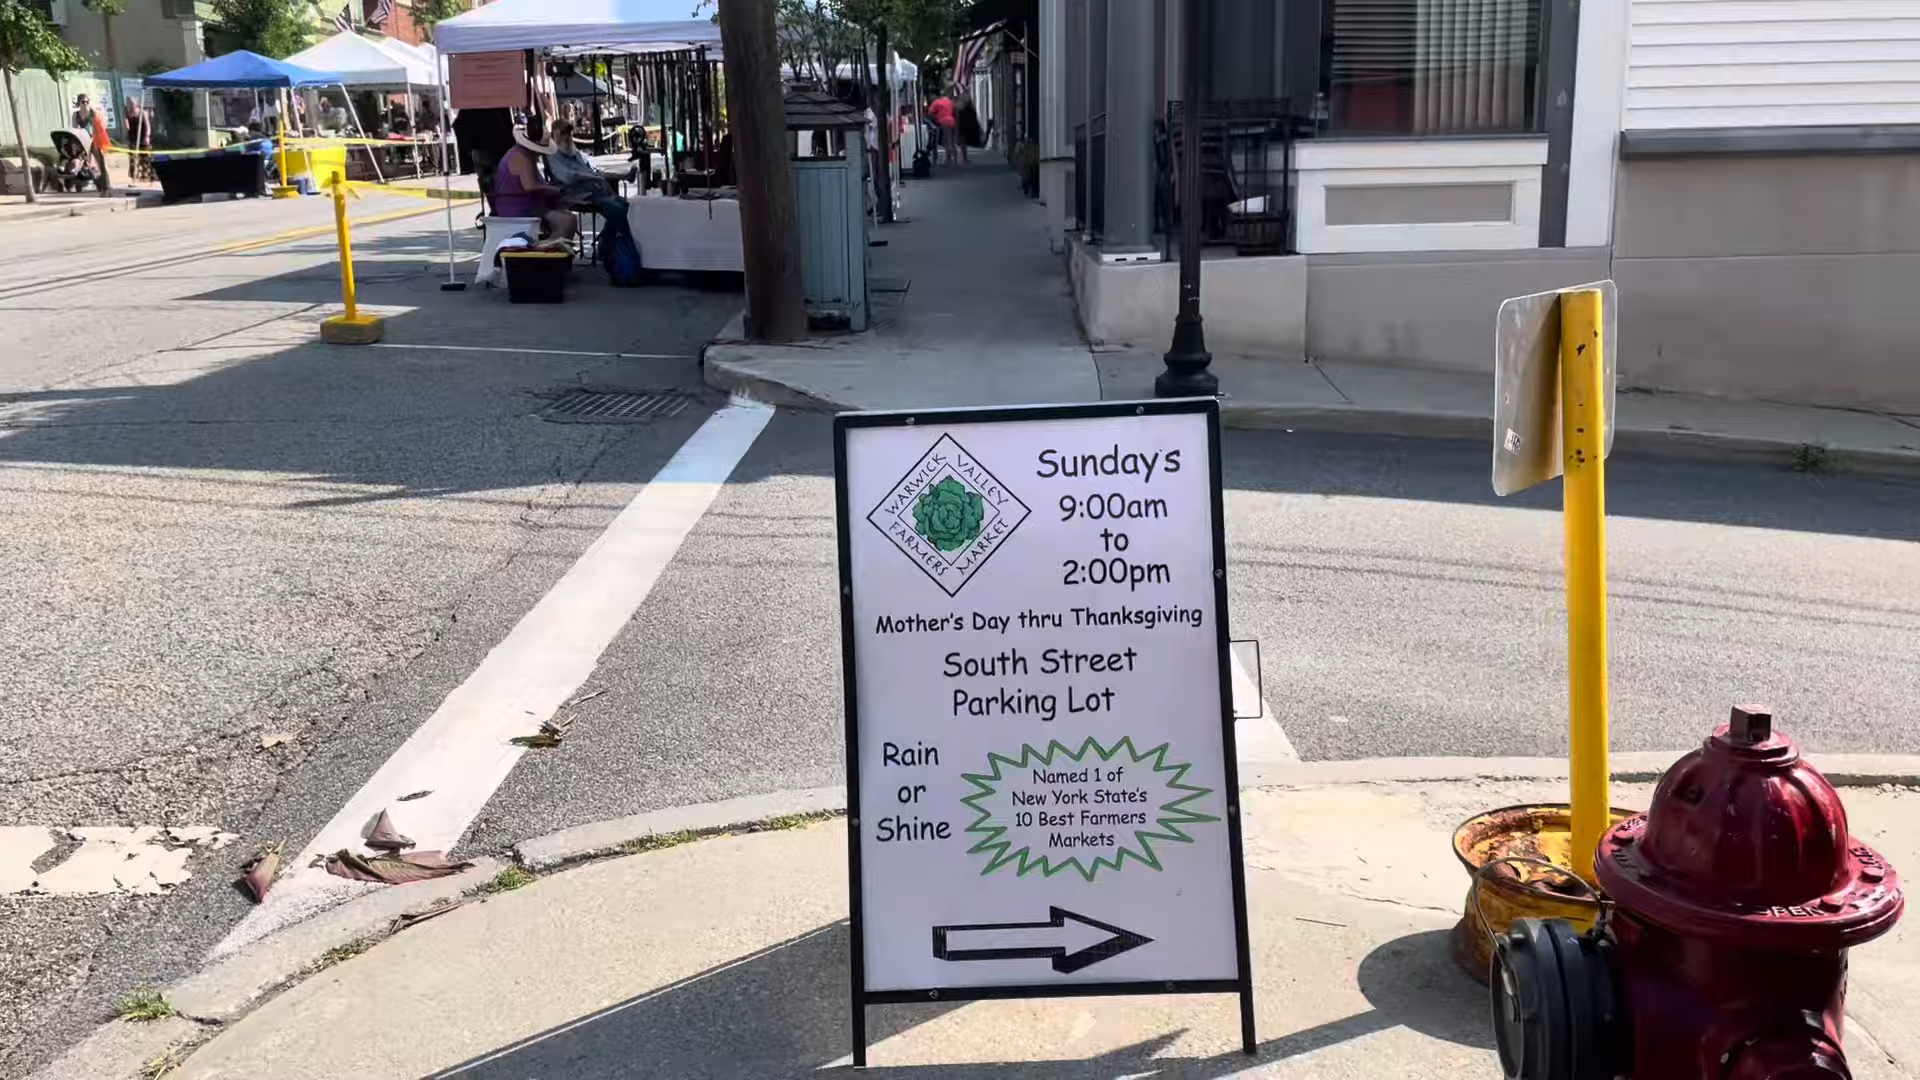 WARWICK VALLEY
FARMERS MARKET
Sunday's
9:00am
to
2:00pm
Mother's Day thru Thanksgiving
South Street
Parking Lot
Rain
or
Shine
Named 1 of
New York State's
10 Best Farmers
Markets
OPEN